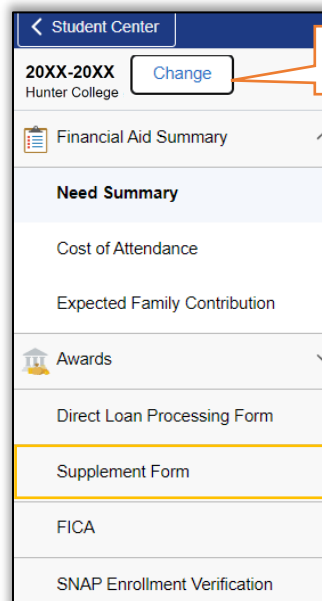 Student Center
20XX-20XX
Change
Hunter College
Financial Aid Summary
Need Summary
Cost of Attendance
Expected Family Contribution
Awards
Direct Loan Processing Form
Supplement Form
FICA
SNAP Enrollment Verification